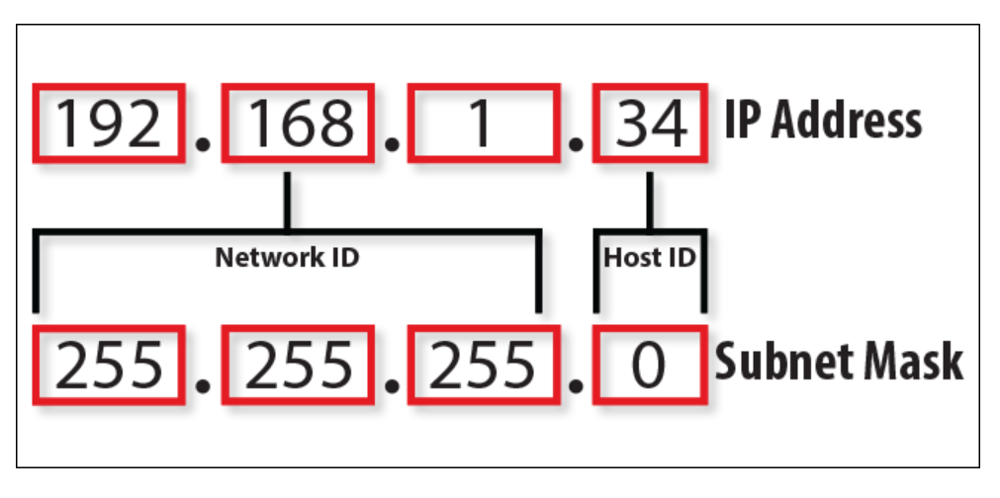 192 . 168 . 1 . 34 IP Address
Network ID Host ID
255 . 255 . 255 . 0 Subnet Mask